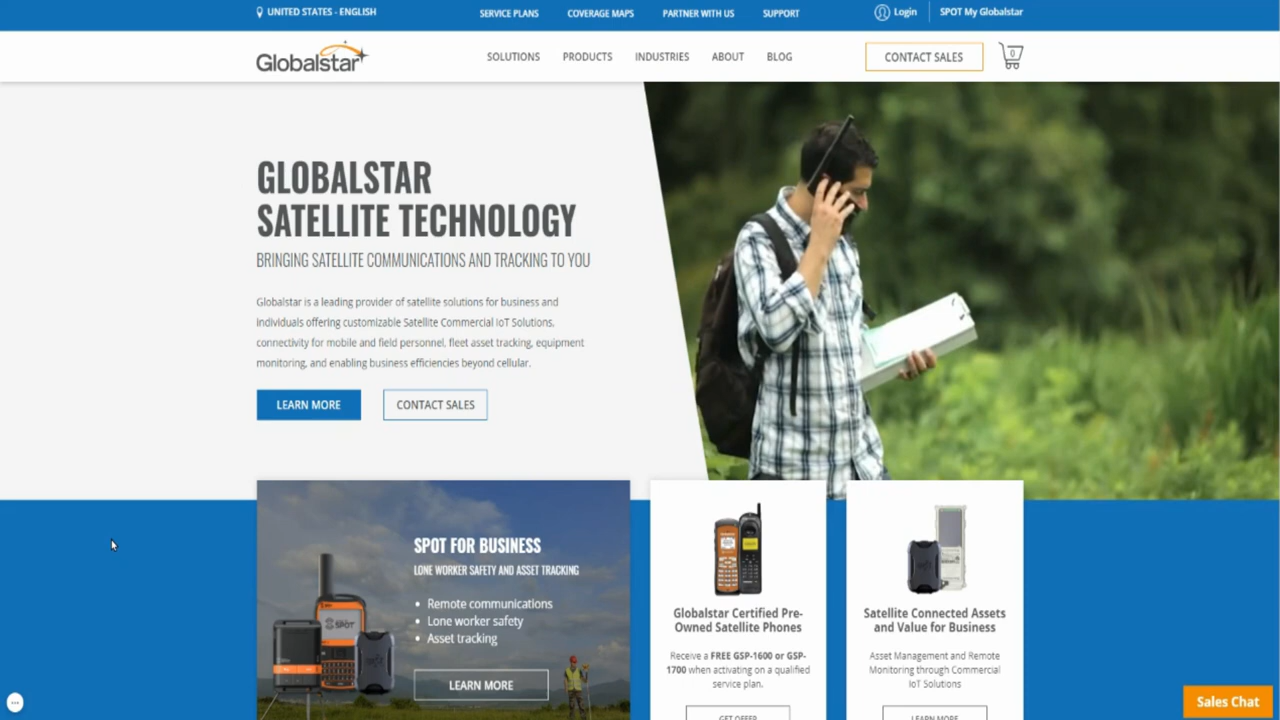 UNITED STATES - ENGLISH
SERVICE PLANS
COVERAGE MAPS
PARTNER WITH US
SUPPORT
Login
SPOT My Globalstar
Globalstar
SOLUTIONS
PRODUCTS
INDUSTRIES
ABOUT
BLOG
CONTACT SALES
0
GLOBALSTAR
SATELLITE TECHNOLOGY
BRINGING SATELLITE COMMUNICATIONS AND TRACKING TO YOU
Globalstar is a leading provider of satellite solutions for business and
individuals offering customizable Satellite Commercial IoT Solutions,
connectivity for mobile and field personnel, fleet asset tracking, equipment
monitoring, and enabling business efficiencies beyond cellular.
LEARN MORE
CONTACT SALES
SPOT FOR BUSINESS
LONE WORKER SAFETY AND ASSET TRACKING
• Remote communications
• Lone worker safety
• Asset tracking
SPOT
LEARN MORE
Globalstar Certified Pre-
Owned Satellite Phones
Receive a FREE GSP-1600 or GSP-
1700 when activating on a qualified
service plan.
GET OFFER
Satellite Connected Assets
and Value for Business
Asset Management and Remote
Monitoring through Commercial
IoT Solutions
LEARN MORE
Sales Chat